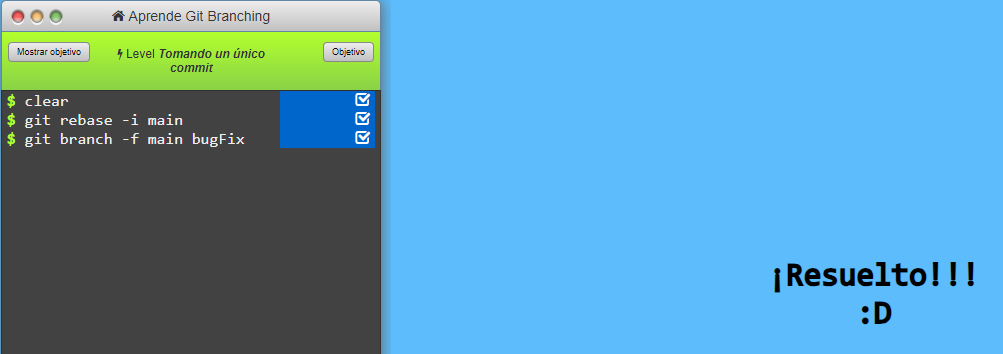 Aprende Git Branching
Mostrar objetivo
Level Tomando un único
commit
Objetivo
$ clear
$ git rebase -i main
$ git branch -f main bugFix
¡Resuelto!!!
:D